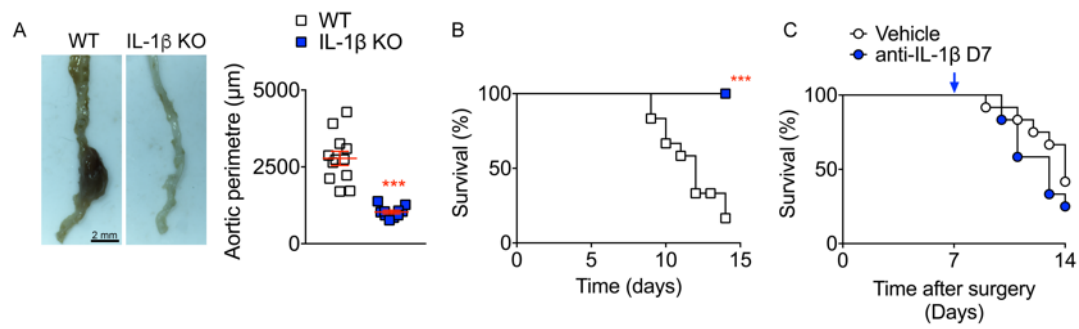 A
WT IL-1β KO
2 mm
WT
IL-1β KO
Aortic perimetre (μm)
5000
2500
0
***
B
***
Survival (%)
100
50
0
0 5 10 15
Time (days)
C
Vehicle
anti-IL-1β D7
Survival (%)
100
50
0
0 7 14
Time after surgery
(Days)